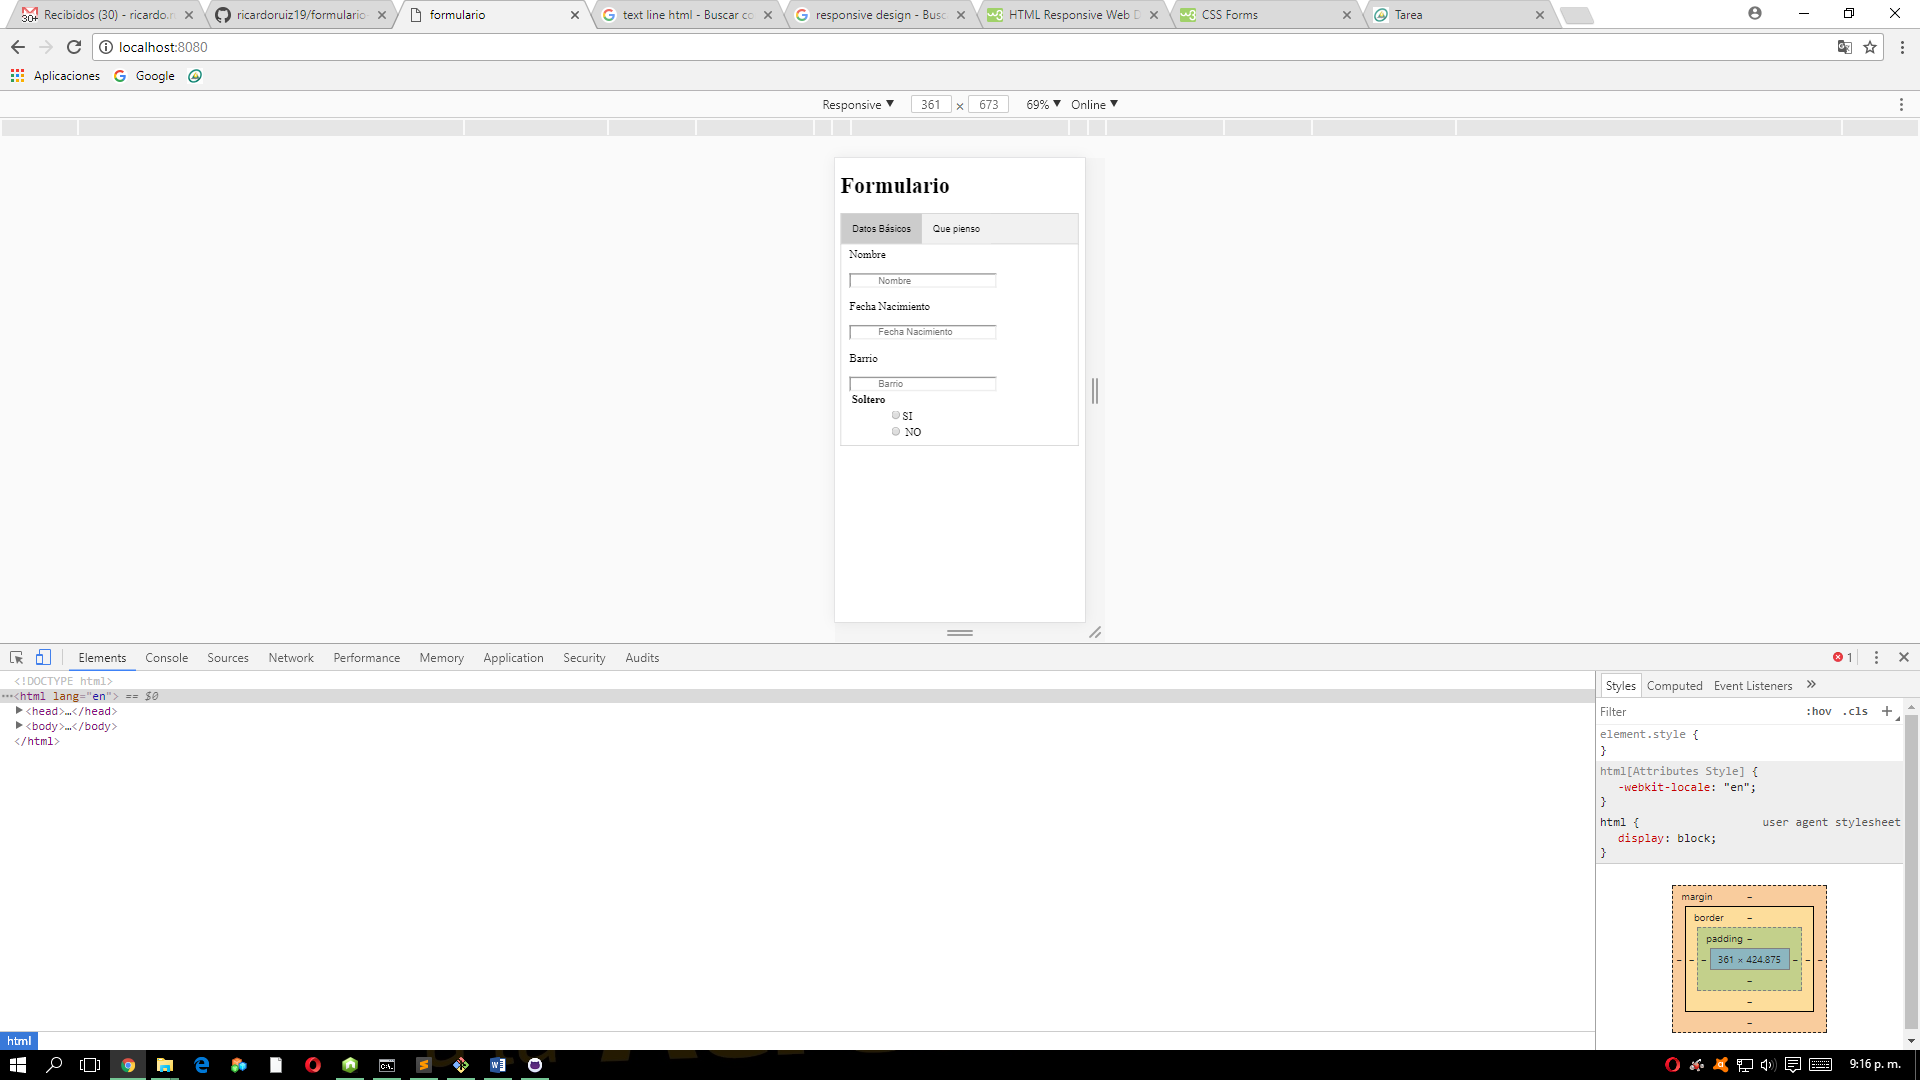 Recibidos (30) - ricardo.r
ricardoruiz19/formulario-
formulario
text line html - Buscar co
responsive design - Busc
HTML Responsive Web D
CSS Forms
Tarea
localhost:8080
Aplicaciones
Google
Responsive ▼ 361 × 673 69% ▼ Online ▼
Formulario
Datos Básicos Que pienso
Nombre
Nombre
Fecha Nacimiento
Fecha Nacimiento
Barrio
Barrio
Soltero
SI
NO
Elements Console Sources Network Performance Memory Application Security Audits
1
<!DOCTYPE html>
···<html lang="en"> == $0
▶<head>…</head>
▶<body>…</body>
</html>
Styles Computed Event Listeners »
Filter :hov .cls +
element.style {
}
html[Attributes Style] {
-webkit-locale: "en";
}
html { user agent stylesheet
display: block;
}
margin –
border –
padding –
– – – 361 × 424.875 – – –
–
–
–
html
9:16 p. m.